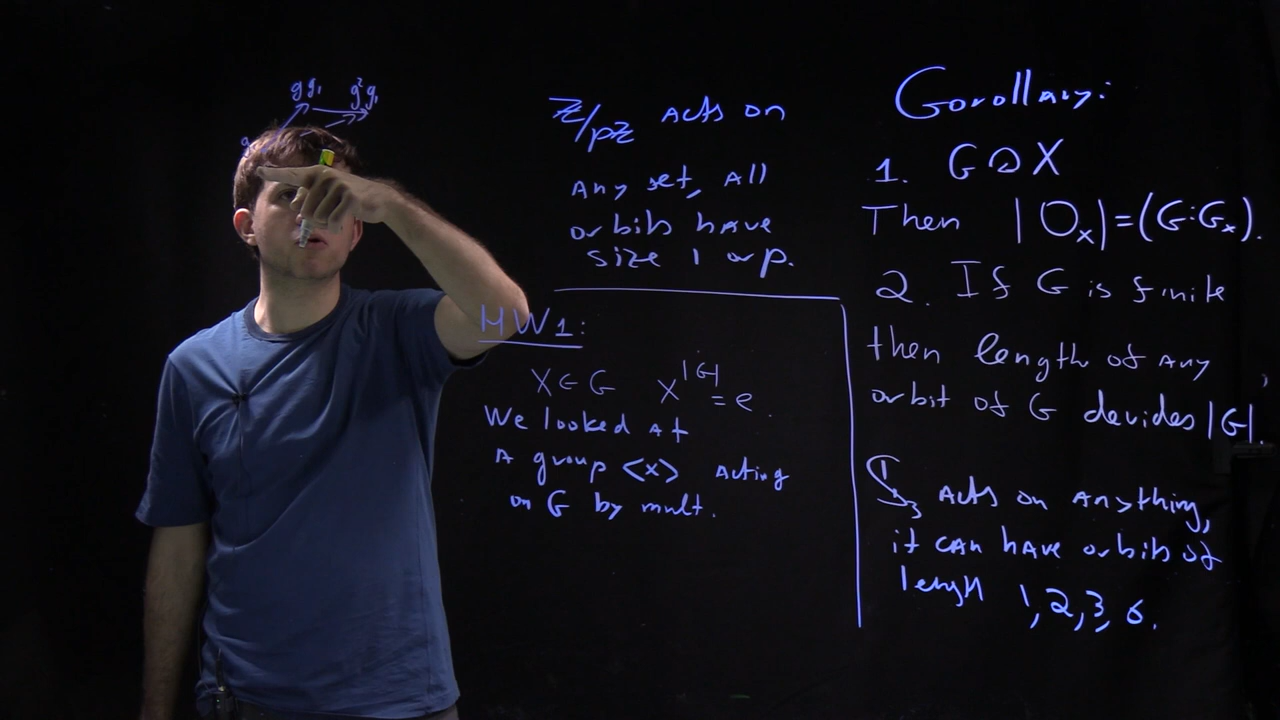 gg₁ g²g₁
g
ℤ/pℤ acts on
Any set, All
orbits have
size 1 or p.
HW1:
x∈G x^|G| = e.
We looked at
A group <x> acting
on G by mult.
Corollary:
1. G↻X
Then |Oₓ|=(G:Gₓ).
2. If G is finite
then length of any
orbit of G devides |G|.
S₃ acts on anything,
it can have orbits of
length 1,2,3,6.